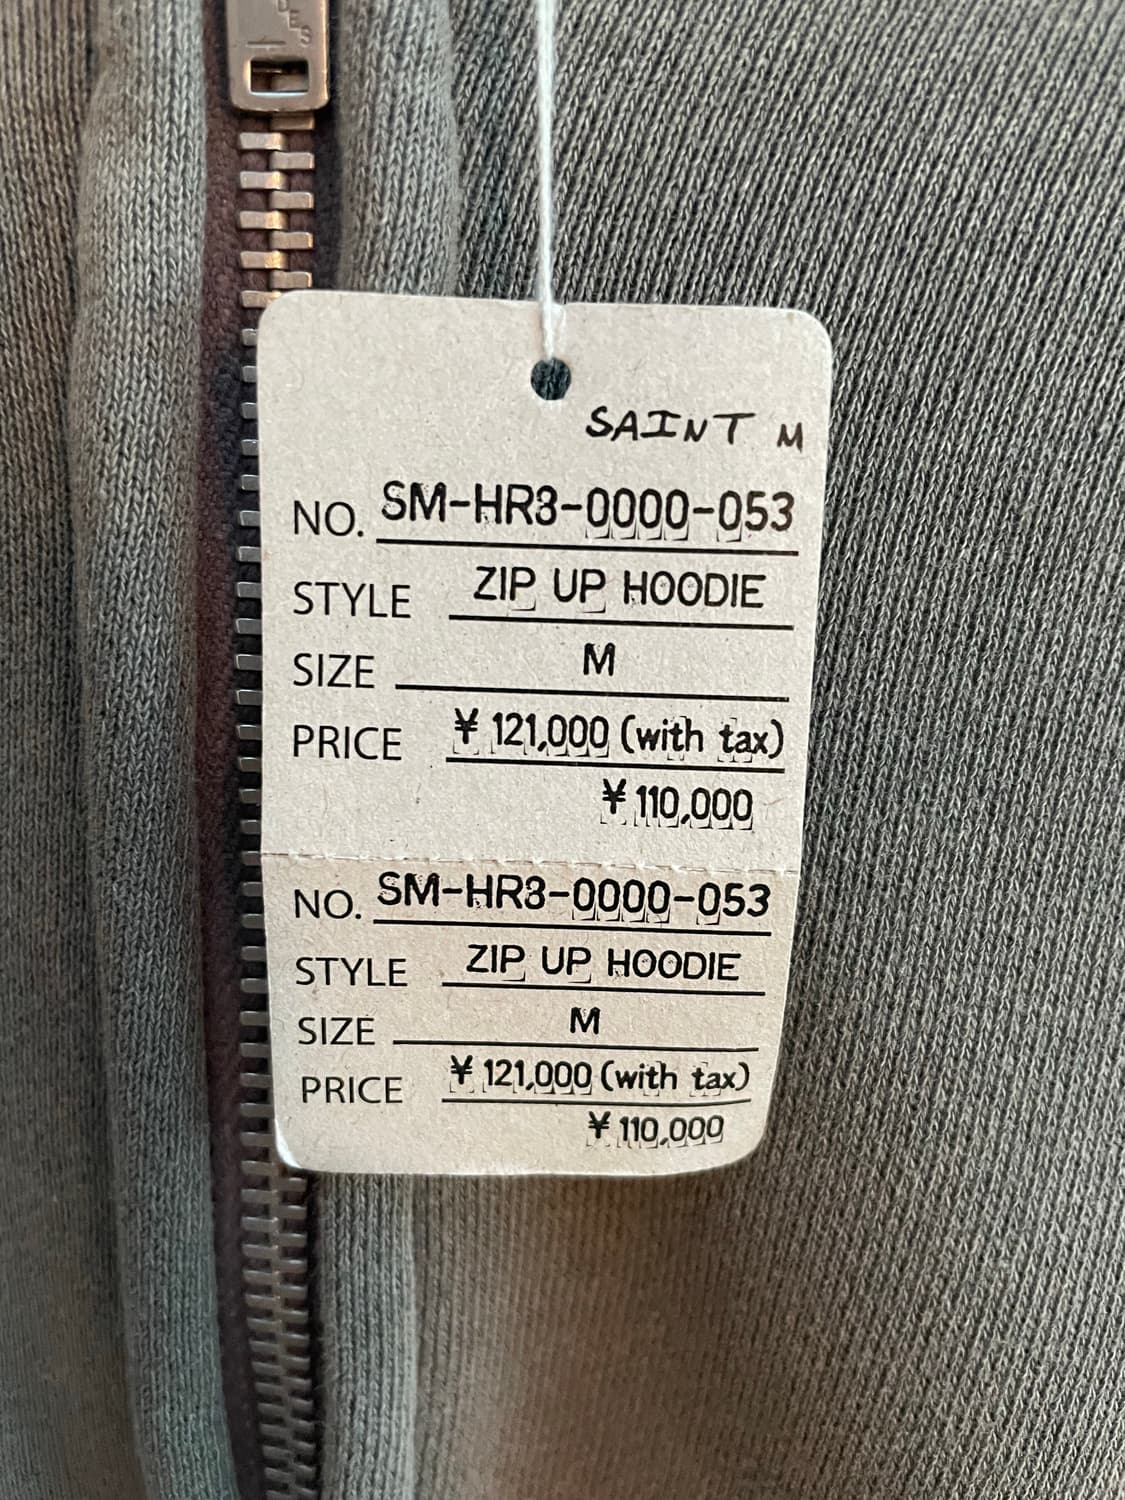 SAINT M
NO. SM-HR3-0000-053
STYLE ZIP UP HOODIE
SIZE M
PRICE ¥ 121,000 (with tax)
¥ 110,000
NO. SM-HR3-0000-053
STYLE ZIP UP HOODIE
SIZE M
PRICE ¥ 121,000 (with tax)
¥ 110,000